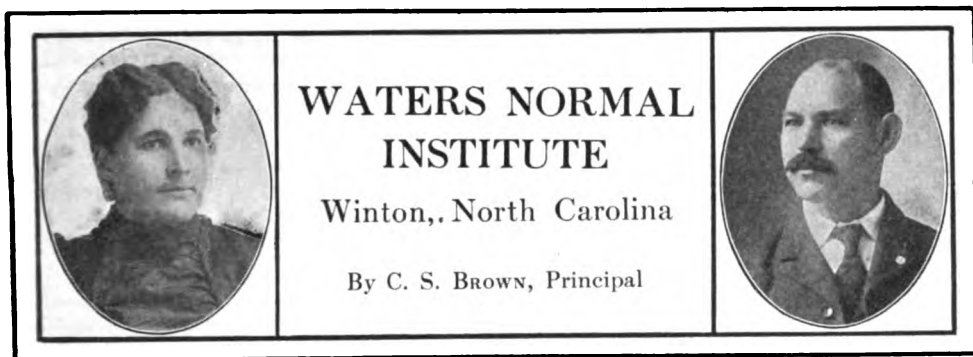 WATERS NORMAL
INSTITUTE
Winton,. North Carolina
By C. S. BROWN, Principal